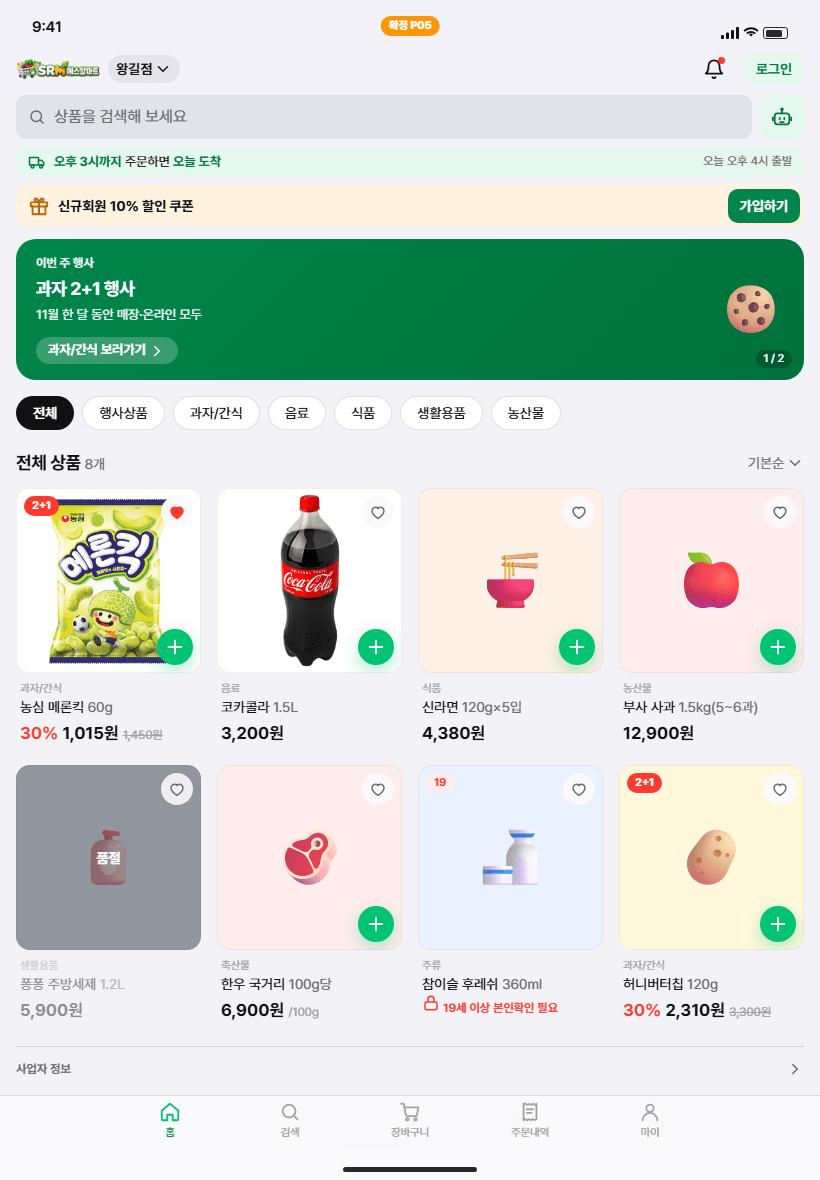 9:41
확정 P05
SRM 에스알마트
왕길점
로그인
상품을 검색해 보세요
오후 3시까지 주문하면 오늘 도착
오늘 오후 4시 출발
신규회원 10% 할인 쿠폰
가입하기
이번 주 행사
과자 2+1 행사
11월 한 달 동안 매장·온라인 모두
과자/간식 보러가기
1 / 2
전체
행사상품
과자/간식
음료
식품
생활용품
농산물
전체 상품 8개
기본순
2+1
농심
메론킥
ORIGINAL TASTE
Coca-Cola
과자/간식
농심 메론킥 60g
30% 1,015원 1,450원
음료
코카콜라 1.5L
3,200원
식품
신라면 120g×5입
4,380원
농산물
부사 사과 1.5kg(5~6과)
12,900원
품절
19
2+1
생활용품
퐁퐁 주방세제 1.2L
5,900원
축산물
한우 국거리 100g당
6,900원 /100g
주류
참이슬 후레쉬 360ml
19세 이상 본인확인 필요
과자/간식
허니버터칩 120g
30% 2,310원 3,300원
사업자 정보
홈
검색
장바구니
주문내역
마이